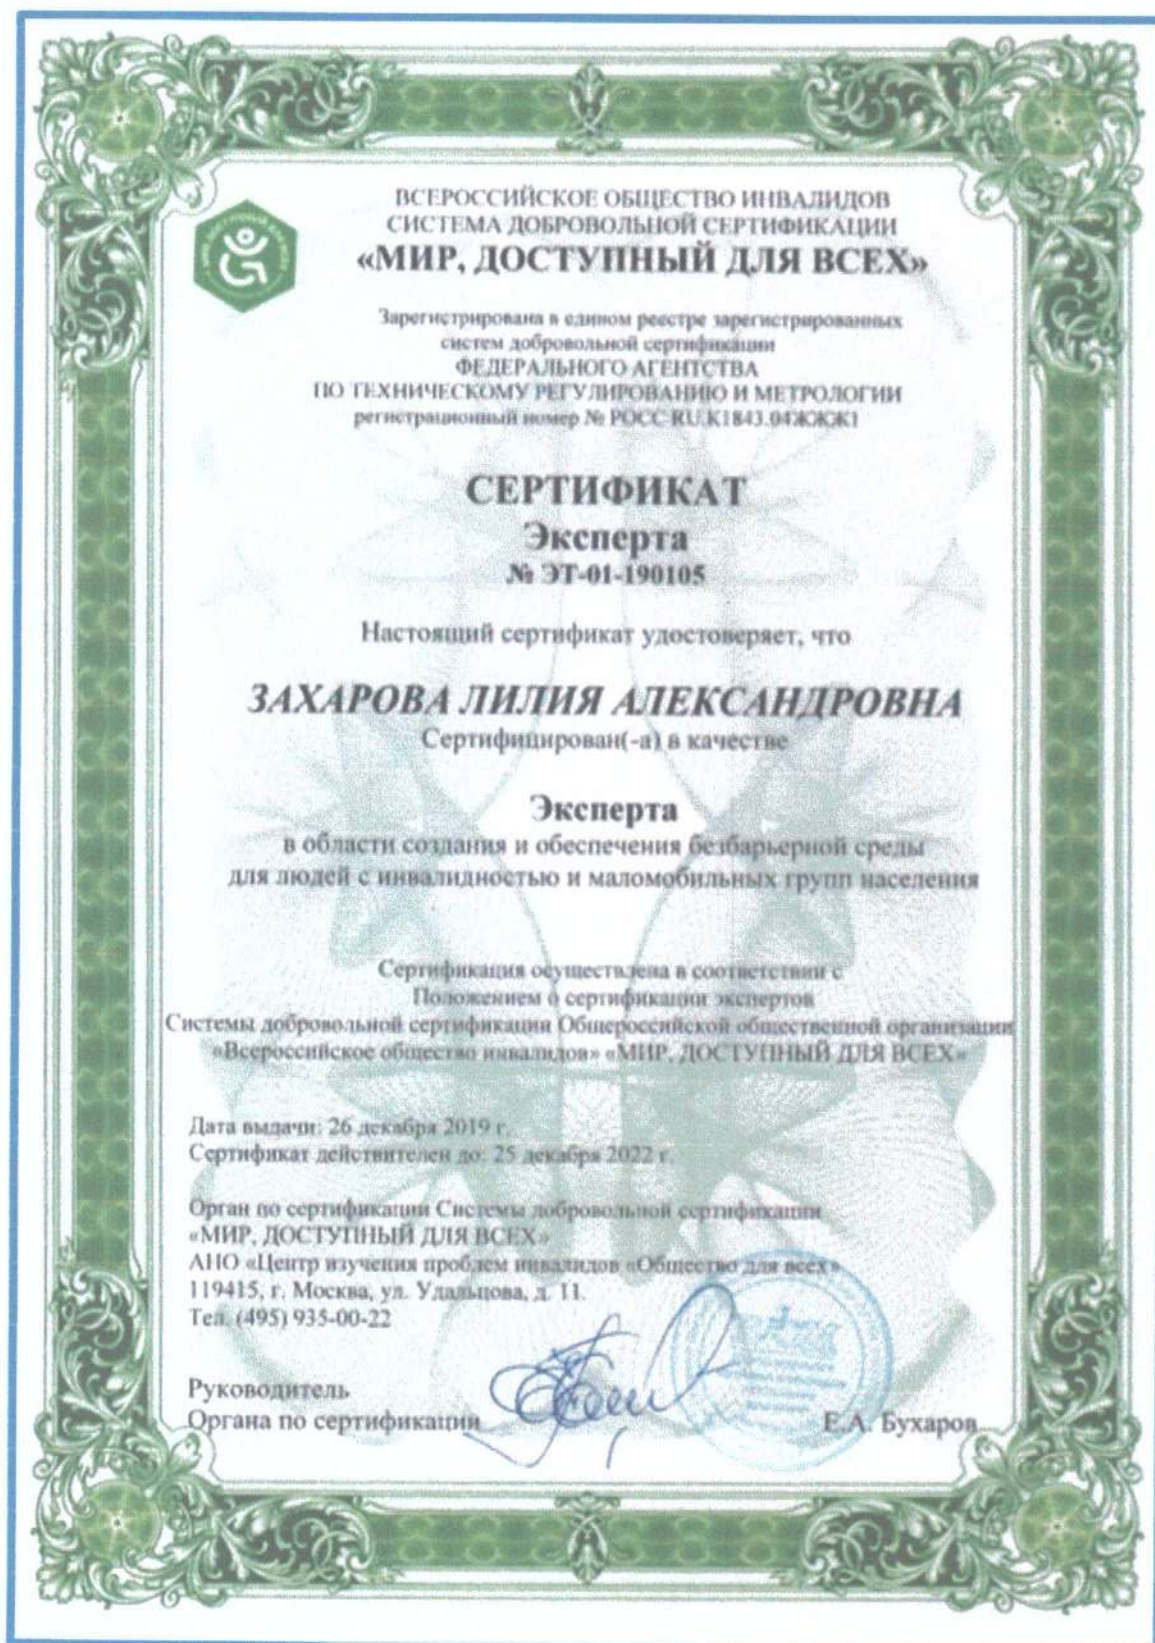 ВСЕРОССИЙСКОЕ ОБЩЕСТВО ИНВАЛИДОВ
СИСТЕМА ДОБРОВОЛЬНОЙ СЕРТИФИКАЦИИ
«МИР, ДОСТУПНЫЙ ДЛЯ ВСЕХ»
Зарегистрирована в едином реестре зарегистрированных
систем добровольной сертификации
ФЕДЕРАЛЬНОГО АГЕНТСТВА
ПО ТЕХНИЧЕСКОМУ РЕГУЛИРОВАНИЮ И МЕТРОЛОГИИ
регистрационный номер № РОСС RU.К1843.04ЖЖЖ1
СЕРТИФИКАТ
Эксперта
№ ЭТ-01-190105
Настоящий сертификат удостоверяет, что
ЗАХАРОВА ЛИЛИЯ АЛЕКСАНДРОВНА
Сертифицирован(-а) в качестве
Эксперта
в области создания и обеспечения безбарьерной среды
для людей с инвалидностью и маломобильных групп населения
Сертификация осуществлена в соответствии с
Положением о сертификации экспертов
Системы добровольной сертификации Общероссийской общественной организации
«Всероссийское общество инвалидов» «МИР, ДОСТУПНЫЙ ДЛЯ ВСЕХ»
Дата выдачи: 26 декабря 2019 г.
Сертификат действителен до: 25 декабря 2022 г.
Орган по сертификации Системы добровольной сертификации
«МИР, ДОСТУПНЫЙ ДЛЯ ВСЕХ»
АНО «Центр изучения проблем инвалидов «Общество для всех»
119415, г. Москва, ул. Удальцова, д. 11.
Тел. (495) 935-00-22
Руководитель
Органа по сертификации
Е.А. Бухаров